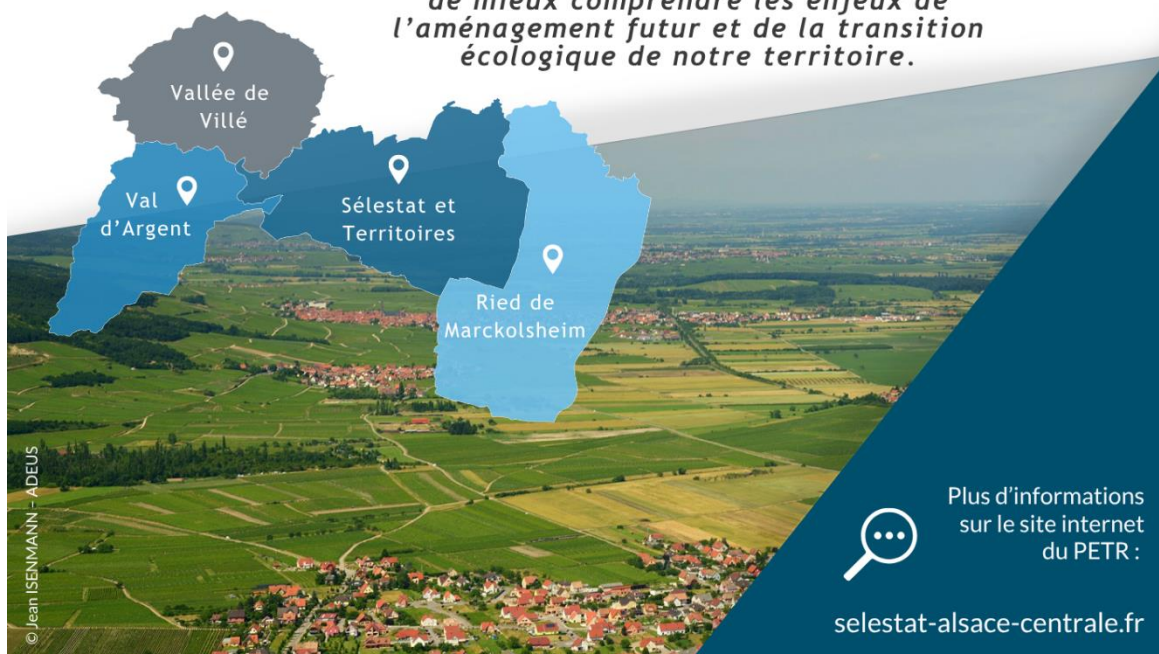 de mieux comprendre les enjeux de
l'aménagement futur et de la transition
écologique de notre territoire.
Vallée de
Villé
Val
d'Argent
Sélestat et
Territoires
Ried de
Marckolsheim
© Jean ISENMANN - ADEUS
Plus d'informations
sur le site internet
du PETR :
selestat-alsace-centrale.fr